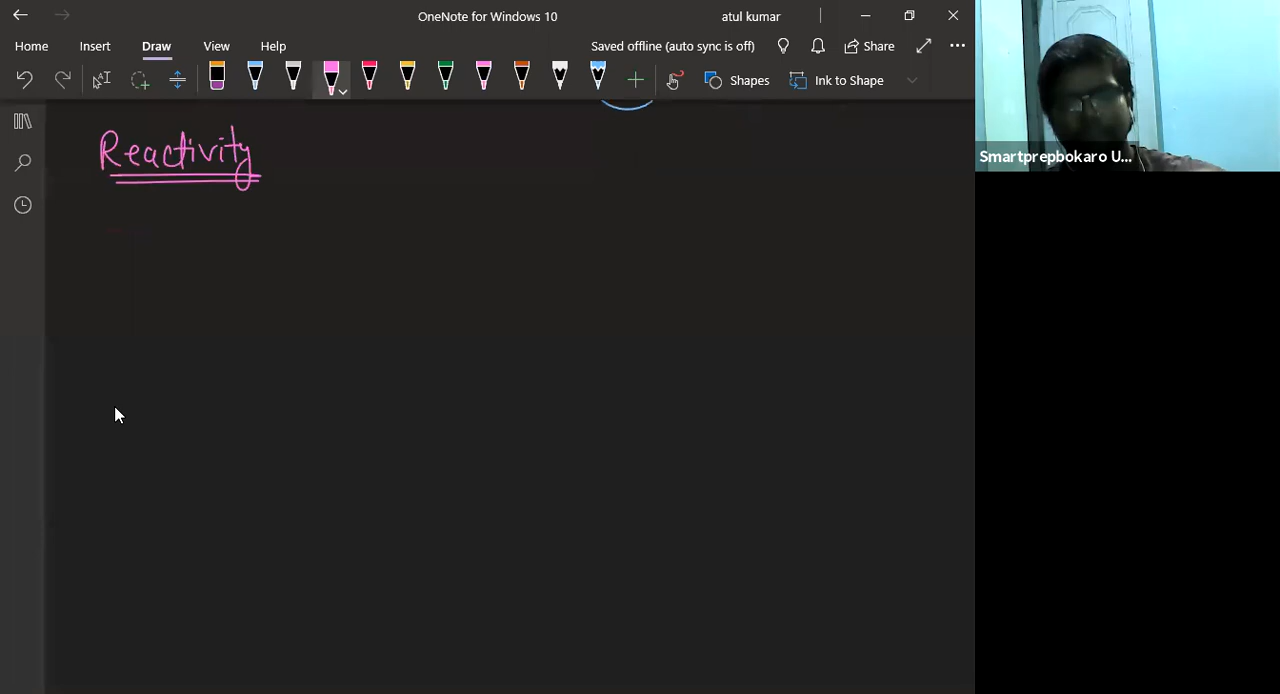 OneNote for Windows 10
atul kumar
Home Insert Draw View Help
Saved offline (auto sync is off)
Share
Shapes
Ink to Shape
Reactivity
Smartprepbokaro U...